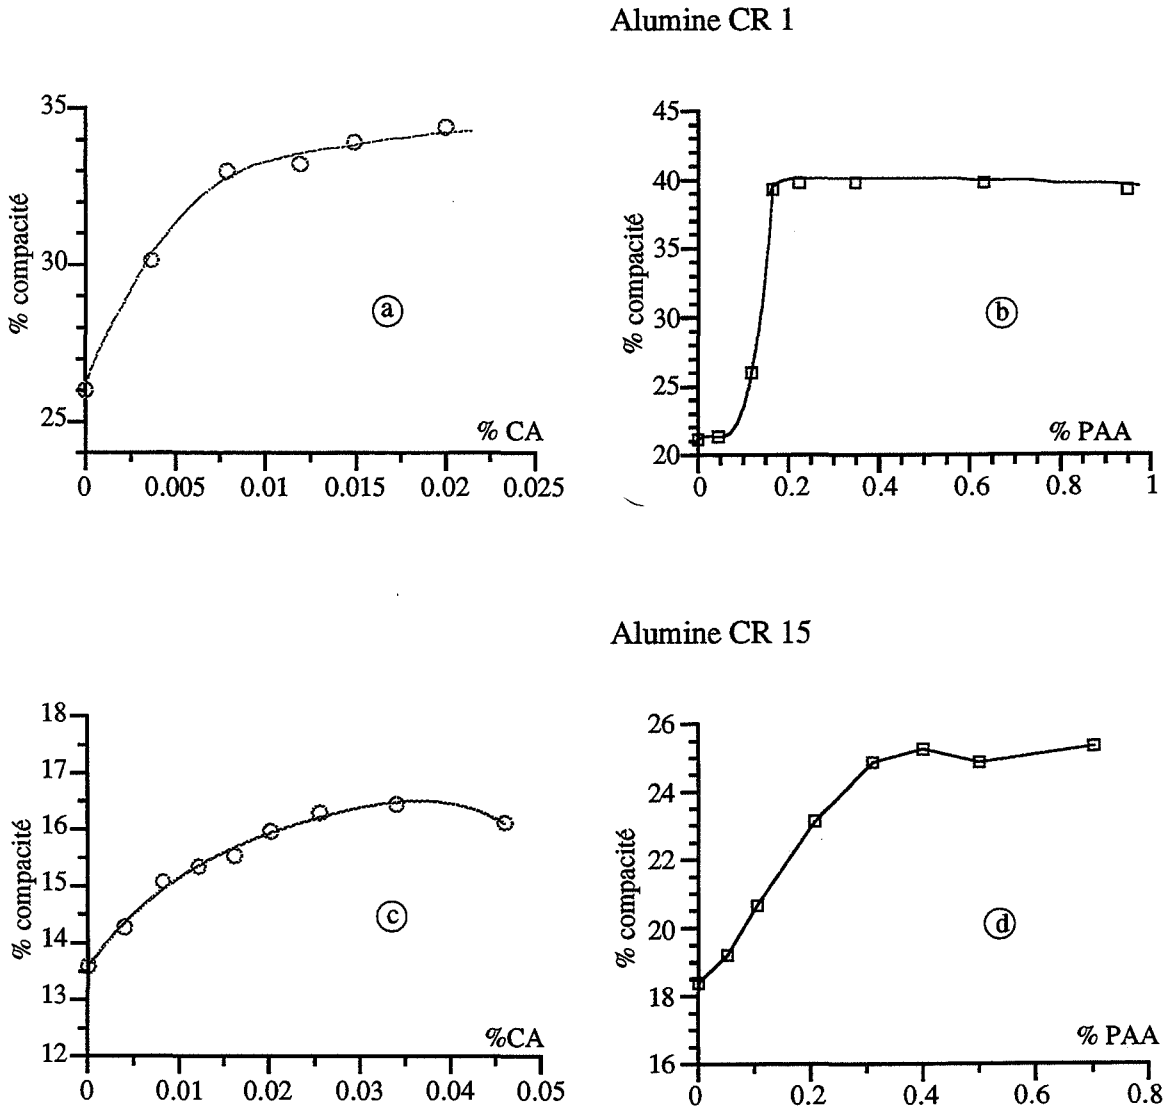 Alumine CR 1
35
30
25
% compacité
a
% CA
0 0.005 0.01 0.015 0.02 0.025
45
40
35
30
25
20
% compacité
b
% PAA
0 0.2 0.4 0.6 0.8 1
Alumine CR 15
18
17
16
15
14
13
12
% compacité
c
%CA
0 0.01 0.02 0.03 0.04 0.05
26
24
22
20
18
16
% compacité
d
% PAA
0 0.2 0.4 0.6 0.8